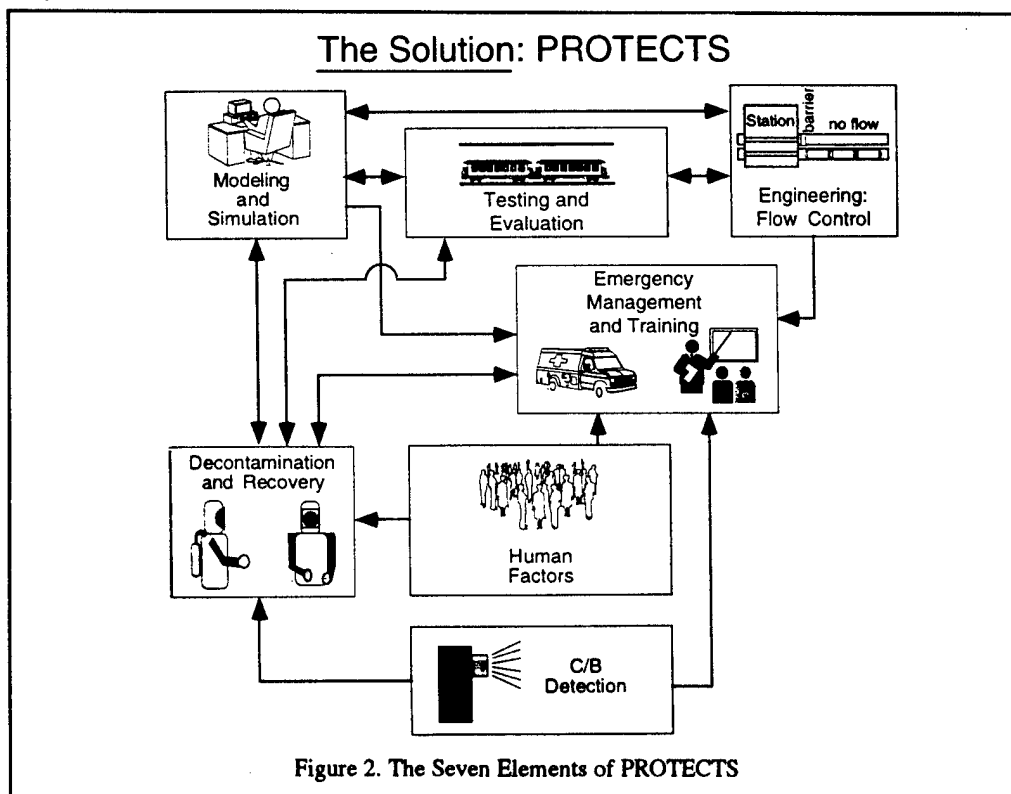 The Solution: PROTECTS
Modeling
and
Simulation
Testing and
Evaluation
Station
barrier
no flow
Engineering:
Flow Control
Emergency
Management
and Training
Decontamination
and Recovery
Human
Factors
C/B
Detection
Figure 2. The Seven Elements of PROTECTS